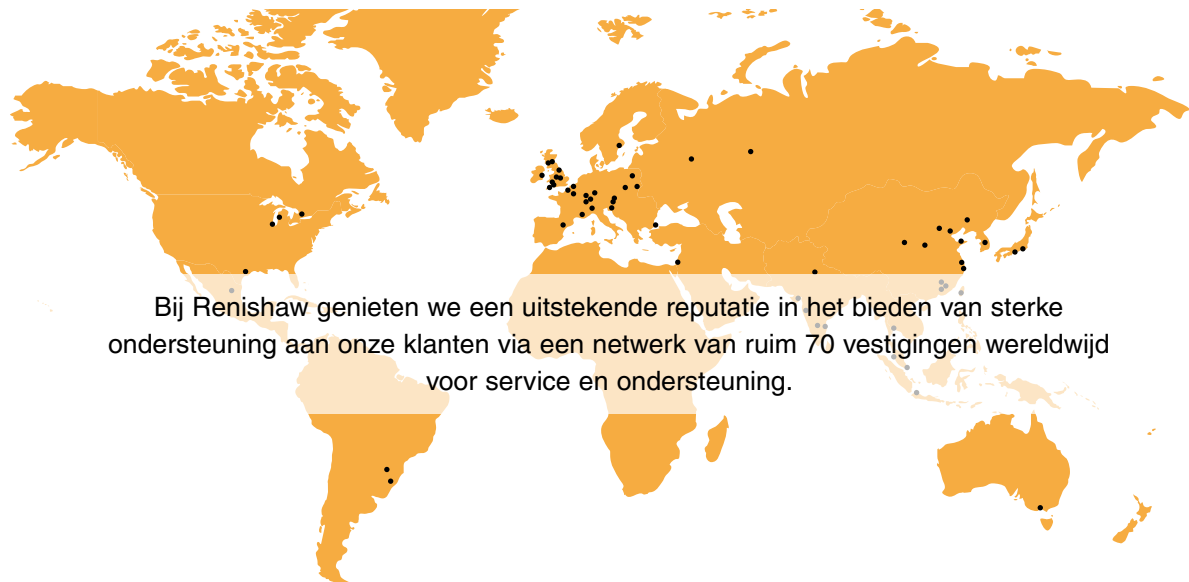 Bij Renishaw genieten we een uitstekende reputatie in het bieden van sterke
ondersteuning aan onze klanten via een netwerk van ruim 70 vestigingen wereldwijd
voor service en ondersteuning.